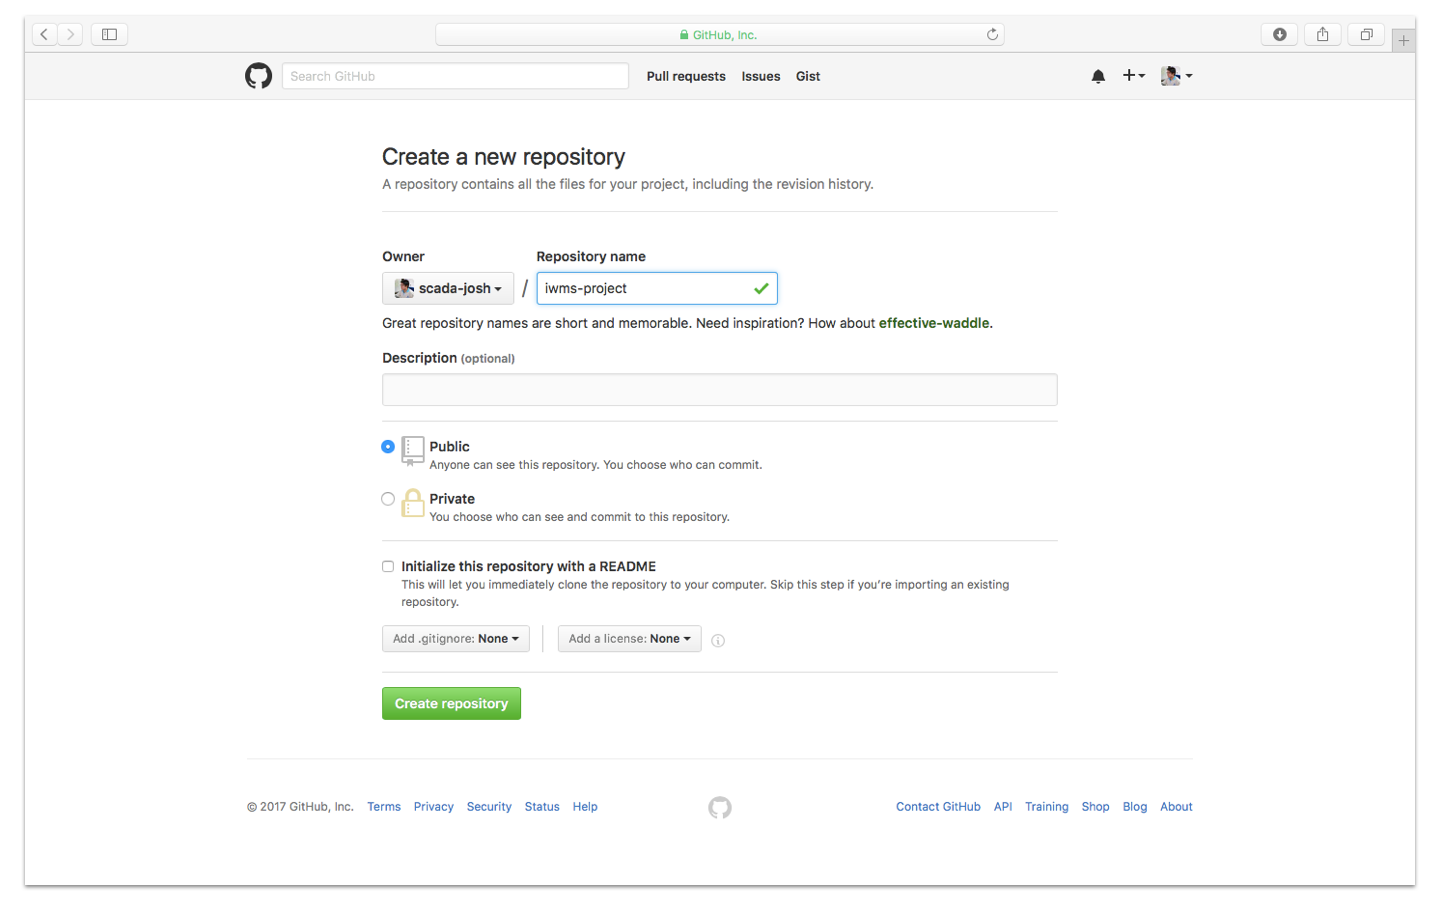 GitHub, Inc.
Search GitHub
Pull requests Issues Gist
Create a new repository
A repository contains all the files for your project, including the revision history.
Owner Repository name
scada-josh / iwms-project
Great repository names are short and memorable. Need inspiration? How about effective-waddle.
Description (optional)
Public
Anyone can see this repository. You choose who can commit.
Private
You choose who can see and commit to this repository.
Initialize this repository with a README
This will let you immediately clone the repository to your computer. Skip this step if you’re importing an existing
repository.
Add .gitignore: None Add a license: None
Create repository
© 2017 GitHub, Inc. Terms Privacy Security Status Help Contact GitHub API Training Shop Blog About